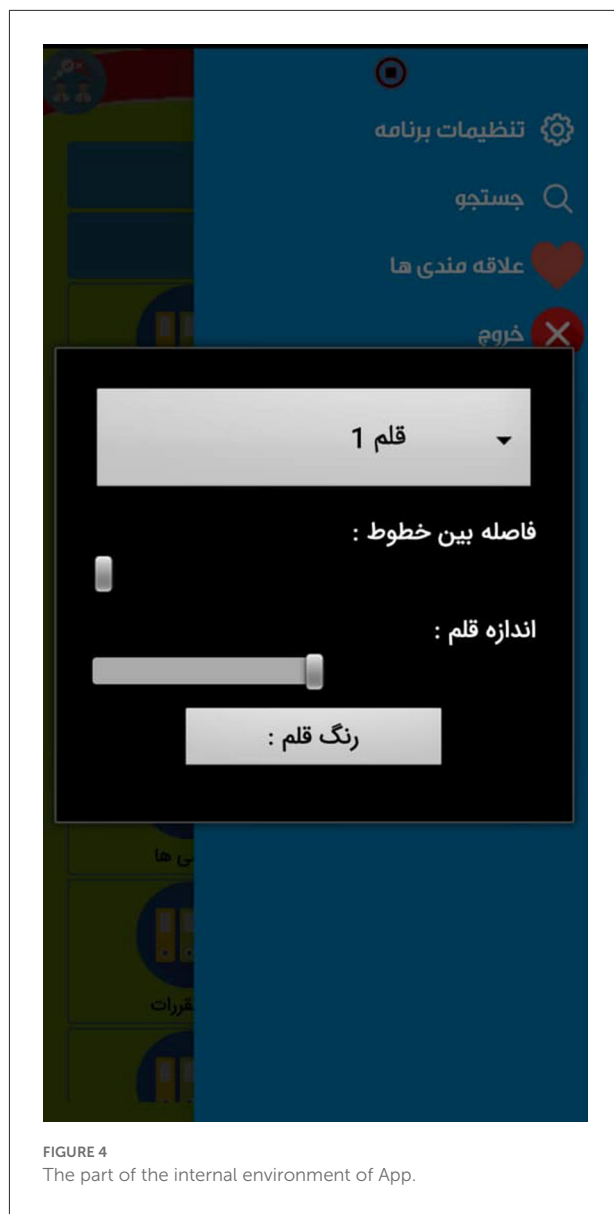 تنظیمات برنامه
جستجو
علاقه مندی ها
خروج
قلم 1
فاصله بین خطوط :
اندازه قلم :
رنگ قلم :
ها
FIGURE 4
The part of the internal environment of App.